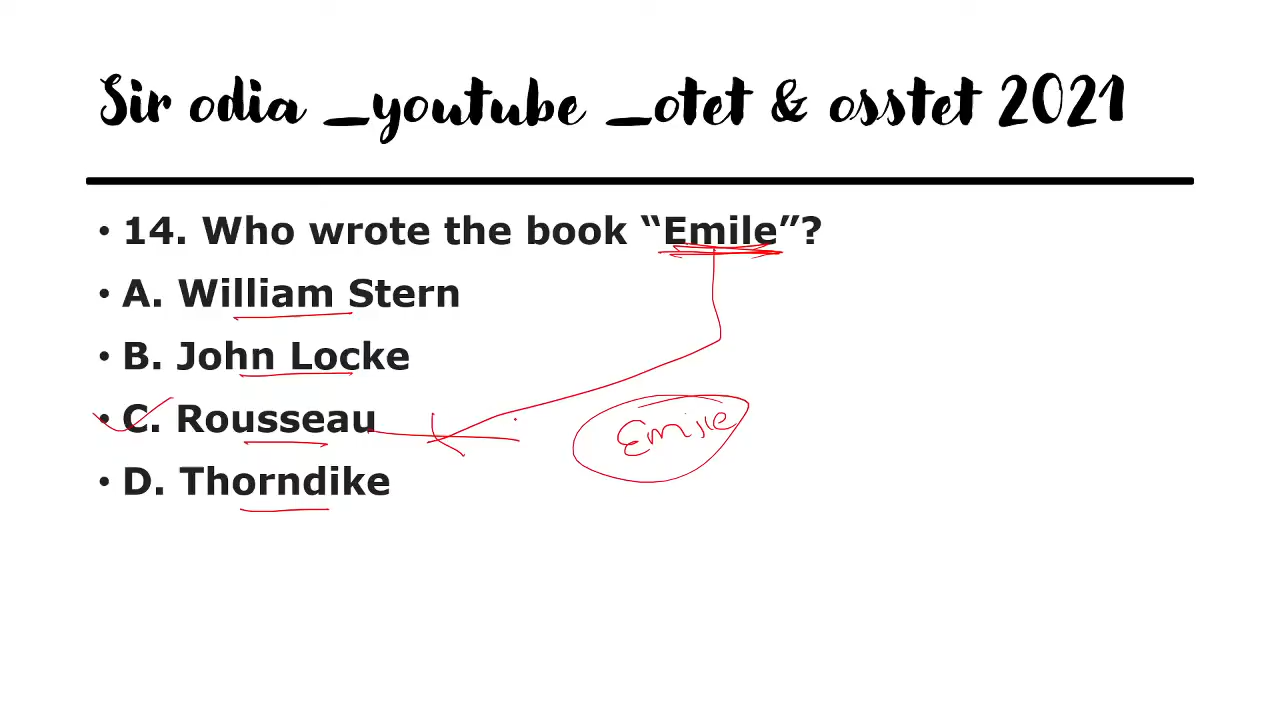 Sir odia _youtube _otet & osstet 2021
• 14. Who wrote the book “Emile”?
• A. William Stern
• B. John Locke
• C. Rousseau
• D. Thorndike
Emile